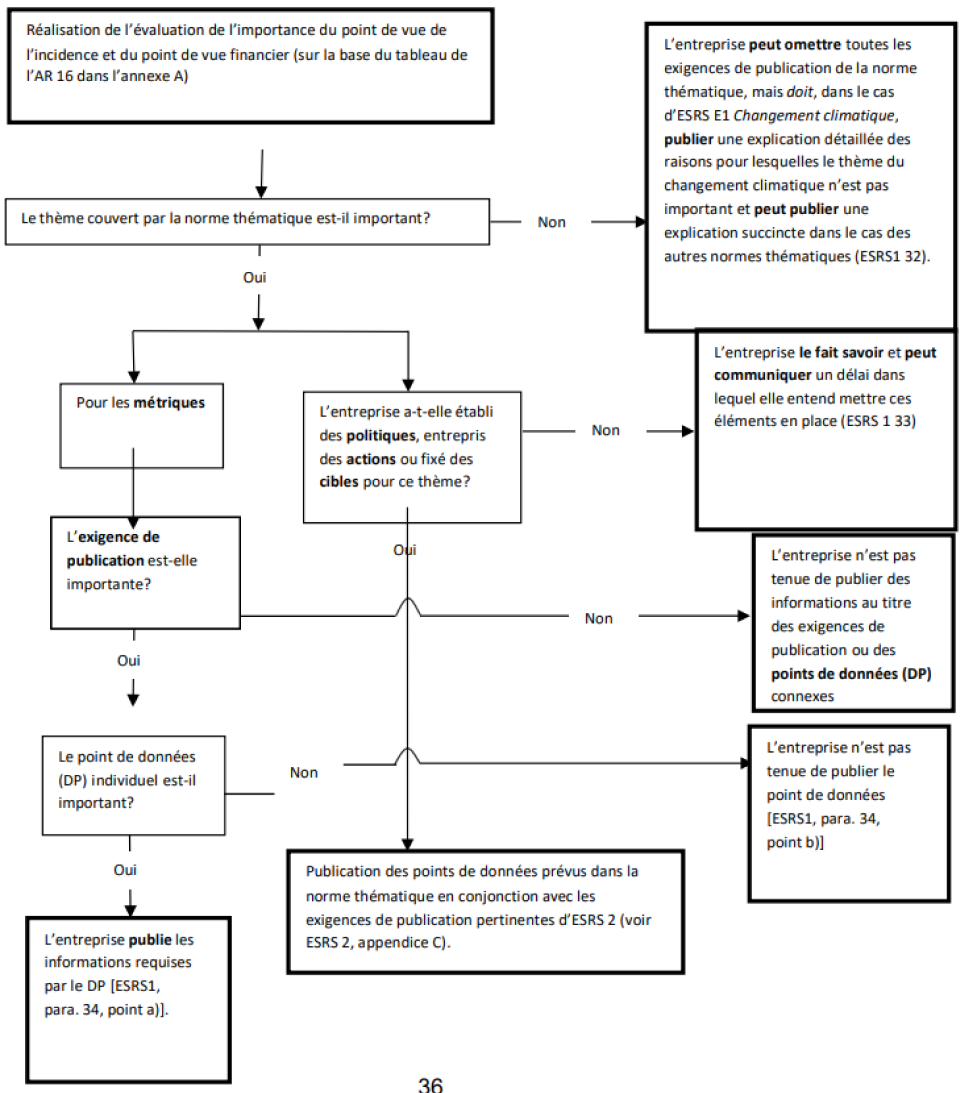 Réalisation de l’évaluation de l’importance du point de vue de
l’incidence et du point de vue financier (sur la base du tableau de
l’AR 16 dans l’annexe A)
L’entreprise peut omettre toutes les
exigences de publication de la norme
thématique, mais doit, dans le cas
d’ESRS E1 Changement climatique,
publier une explication détaillée des
raisons pour lesquelles le thème du
changement climatique n’est pas
important et peut publier une
explication succincte dans le cas des
autres normes thématiques (ESRS1 32).
Le thème couvert par la norme thématique est-il important?
Non
Oui
Pour les métriques
L’entreprise a-t-elle établi
des politiques, entrepris
des actions ou fixé des
cibles pour ce thème?
Non
L’entreprise le fait savoir et peut
communiquer un délai dans
lequel elle entend mettre ces
éléments en place (ESRS 1 33)
L’exigence de
publication est-elle
importante?
Oui
Non
L’entreprise n’est pas
tenue de publier des
informations au titre
des exigences de
publication ou des
points de données (DP)
connexes
Oui
Le point de données
(DP) individuel est-il
important?
Non
L’entreprise n’est pas
tenue de publier le
point de données
[ESRS1, para. 34,
point b)]
Oui
Publication des points de données prévus dans la
norme thématique en conjonction avec les
exigences de publication pertinentes d’ESRS 2 (voir
ESRS 2, appendice C).
L’entreprise publie les
informations requises
par le DP [ESRS1,
para. 34, point a)].
36